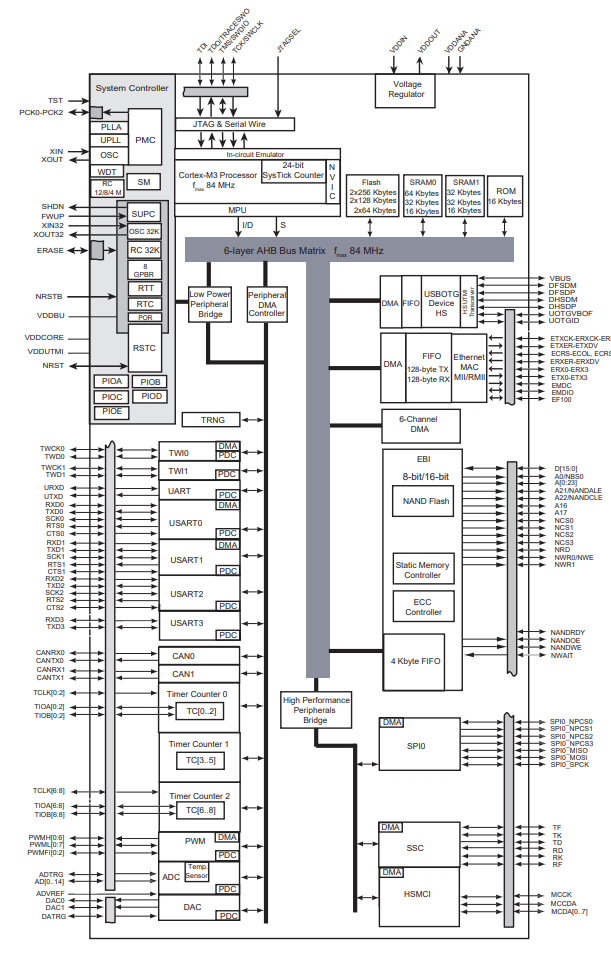 TDI
TDO/TRACESWO
TMS/SWDIO
TCK/SWCLK
JTAGSEL
VDDIN
VDDOUT
VDDANA
GNDANA
System Controller
Voltage
Regulator
TST
PCK0-PCK2
XIN
XOUT
SHDN
FWUP
XIN32
XOUT32
ERASE
NRSTB
VDDBU
VDDCORE
VDDUTMI
NRST
PLLA
UPLL
OSC
PMC
WDT
RC
12/8/4 M
SM
SUPC
OSC 32K
RC 32K
8
GPBR
RTT
RTC
POR
RSTC
PIOA
PIOB
PIOC
PIOD
PIOE
JTAG & Serial Wire
In-circuit Emulator
Cortex-M3 Processor
fmax 84 MHz
24-bit
SysTick Counter
N
V
I
C
MPU
I/D
S
Flash
2x256 Kbytes
2x128 Kbytes
2x64 Kbytes
SRAM0
64 Kbytes
32 Kbytes
16 Kbytes
SRAM1
32 Kbytes
32 Kbytes
16 Kbytes
ROM
16 Kbytes
6-layer AHB Bus Matrix fmax 84 MHz
Low Power
Peripheral
Bridge
Peripheral
DMA
Controller
DMA
FIFO
USBOTG
Device
HS
HS UTMI
Transceiver
VBUS
DFSDM
DFSDP
DHSDM
DHSDP
UOTGVBOF
UOTGID
DMA
FIFO
128-byte TX
128-byte RX
Ethernet
MAC
MII/RMII
ETXCK-ERXCK-ER
ETXER-ETXDV
ECRS-ECOL, ECRS
ERXER-ERXDV
ERX0-ERX3
ETX0-ETX3
EMDC
EMDIO
EF100
TRNG
6-Channel
DMA
EBI
8-bit/16-bit
NAND Flash
Static Memory
Controller
ECC
Controller
4 Kbyte FIFO
D[15:0]
A0/NBS0
A[0:23]
A21/NANDALE
A22/NANDCLE
A16
A17
NCS0
NCS1
NCS2
NCS3
NRD
NWR0/NWE
NWR1
NANDRDY
NANDOE
NANDWE
NWAIT
TWCK0
TWD0
TWCK1
TWD1
URXD
UTXD
RXD0
TXD0
SCK0
RTS0
CTS0
RXD1
TXD1
SCK1
RTS1
CTS1
RXD2
TXD2
SCK2
RTS2
CTS2
RXD3
TXD3
CANRX0
CANTX0
CANRX1
CANTX1
TCLK[0:2]
TIOA[0:2]
TIOB[0:2]
TCLK[6:8]
TIOA[6:8]
TIOB[6:8]
PWMH[0:6]
PWML[0:7]
PWMFI[0:2]
ADTRG
AD[0..14]
ADVREF
DAC0
DAC1
DATRG
TWI0
DMA
PDC
TWI1
PDC
UART
PDC
DMA
USART0
PDC
DMA
USART1
PDC
USART2
PDC
USART3
PDC
CAN0
CAN1
Timer Counter 0
TC[0..2]
Timer Counter 1
TC[3..5]
Timer Counter 2
TC[6..8]
PWM
DMA
PDC
ADC
Temp.
Sensor
DMA
PDC
DAC
DMA
PDC
High Performance
Peripherals
Bridge
DMA
SPI0
SPI0_NPCS0
SPI0_NPCS1
SPI0_NPCS2
SPI0_NPCS3
SPI0_MISO
SPI0_MOSI
SPI0_SPCK
DMA
SSC
TF
TK
TD
RD
RK
RF
DMA
HSMCI
MCCK
MCCDA
MCDA[0..7]